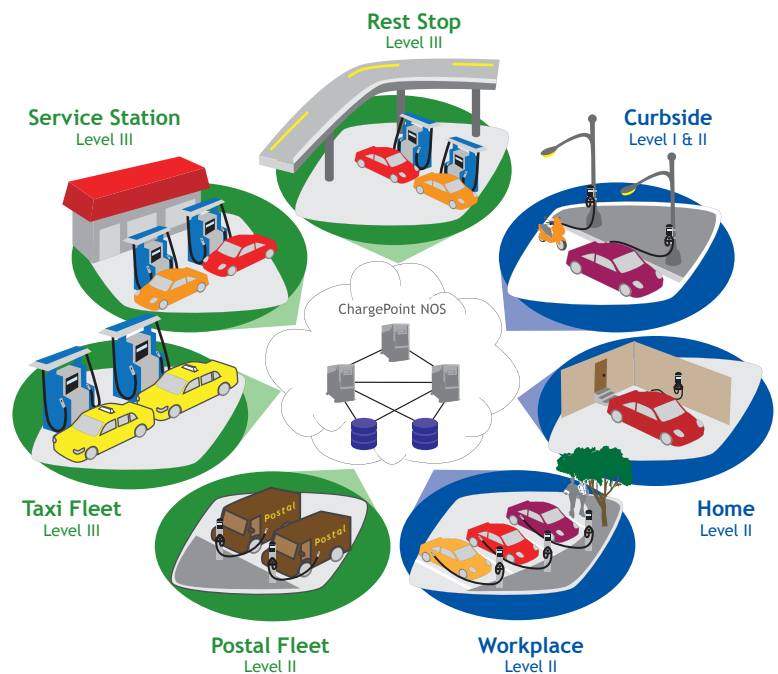 Rest Stop
Level III
Service Station
Level III
Curbside
Level I & II
ChargePoint NOS
Taxi Fleet
Level III
Home
Level II
Postal
Postal
Postal Fleet
Level II
Workplace
Level II